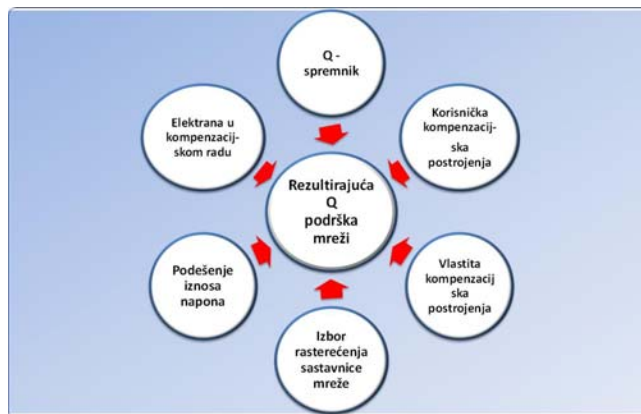 Q -
spremnik
Elektrana u
kompenzacij-
skom radu
Korisnička
kompenzacij-
ska
postrojenja
Rezultirajuća
Q
podrška
mreži
Podešenje
iznosa
napona
Vlastita
kompenzacij
ska
postrojenja
Izbor
rasterećenja
sastavnice
mreže